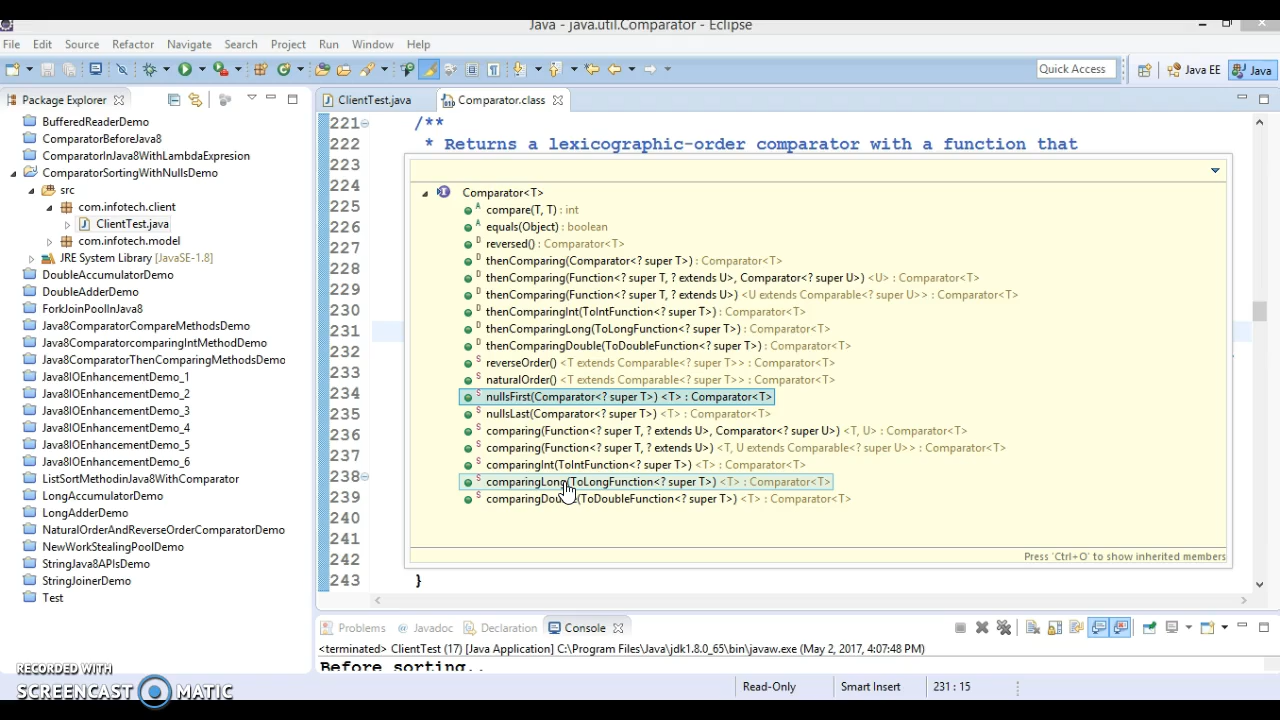 Java - java.util.Comparator - Eclipse
File Edit Source Refactor Navigate Search Project Run Window Help
Quick Access Java EE Java
Package Explorer
BufferedReaderDemo
ComparatorBeforeJava8
ComparatorInJava8WithLambdaExpresion
ComparatorSortingWithNullsDemo
src
com.infotech.client
ClientTest.java
com.infotech.model
JRE System Library [JavaSE-1.8]
DoubleAccumulatorDemo
DoubleAdderDemo
ForkJoinPoolInJava8
Java8ComparatorCompareMethodsDemo
Java8ComparatorcomparingIntMethodDemo
Java8ComparatorThenComparingMethodsDemo
Java8IOEnhancementDemo_1
Java8IOEnhancementDemo_2
Java8IOEnhancementDemo_3
Java8IOEnhancementDemo_4
Java8IOEnhancementDemo_5
Java8IOEnhancementDemo_6
ListSortMethodinJava8WithComparator
LongAccumulatorDemo
LongAdderDemo
NaturalOrderAndReverseOrderComparatorDemo
NewWorkStealingPoolDemo
StringJava8APIsDemo
StringJoinerDemo
Test
ClientTest.java Comparator.class
221 /**
222 * Returns a lexicographic-order comparator with a function that
223
224
225
226
227
228
229
230
231
232
233
234
235
236
237
238
239
240
241
242
243 }
Comparator<T>
compare(T, T) : int
equals(Object) : boolean
reversed() : Comparator<T>
thenComparing(Comparator<? super T>) : Comparator<T>
thenComparing(Function<? super T, ? extends U>, Comparator<? super U>) <U> : Comparator<T>
thenComparing(Function<? super T, ? extends U>) <U extends Comparable<? super U>> : Comparator<T>
thenComparingInt(ToIntFunction<? super T>) : Comparator<T>
thenComparingLong(ToLongFunction<? super T>) : Comparator<T>
thenComparingDouble(ToDoubleFunction<? super T>) : Comparator<T>
reverseOrder() <T extends Comparable<? super T>> : Comparator<T>
naturalOrder() <T extends Comparable<? super T>> : Comparator<T>
nullsFirst(Comparator<? super T>) <T> : Comparator<T>
nullsLast(Comparator<? super T>) <T> : Comparator<T>
comparing(Function<? super T, ? extends U>, Comparator<? super U>) <T, U> : Comparator<T>
comparing(Function<? super T, ? extends U>) <T, U extends Comparable<? super U>> : Comparator<T>
comparingInt(ToIntFunction<? super T>) <T> : Comparator<T>
comparingLong(ToLongFunction<? super T>) <T> : Comparator<T>
comparingDouble(ToDoubleFunction<? super T>) <T> : Comparator<T>
Press 'Ctrl+O' to show inherited members
Problems Javadoc Declaration Console
<terminated> ClientTest (17) [Java Application] C:\Program Files\Java\jdk1.8.0_65\bin\javaw.exe (May 2, 2017, 4:07:48 PM)
Before sorting..
Read-Only Smart Insert 231 : 15
RECORDED WITH
SCREENCAST MATIC